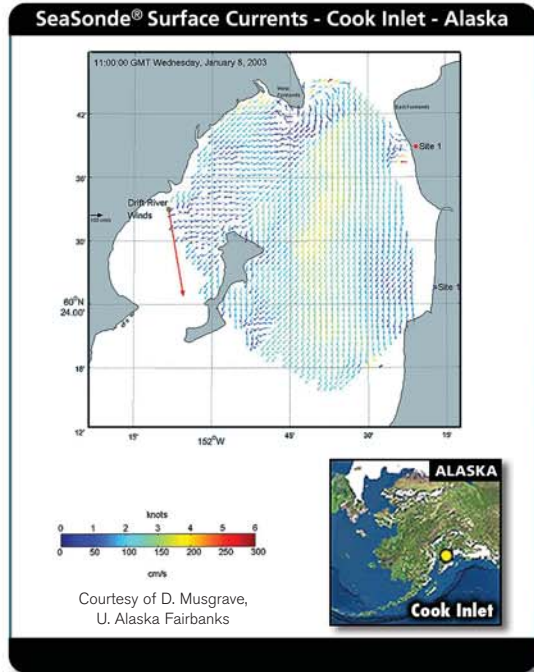 SeaSonde® Surface Currents - Cook Inlet - Alaska
11:00:00 GMT Wednesday, January 8, 2003
West Forelands
East Forelands
42'
Site 1
36'
Drift River
Winds
30'
Site 1
60°N
24.00'
18'
12'
15'
152°W
45'
30'
15'
ALASKA
Cook Inlet
knots
0 1 2 3 4 5 6
0 50 100 150 200 250 300
cm/s
Courtesy of D. Musgrave,
U. Alaska Fairbanks